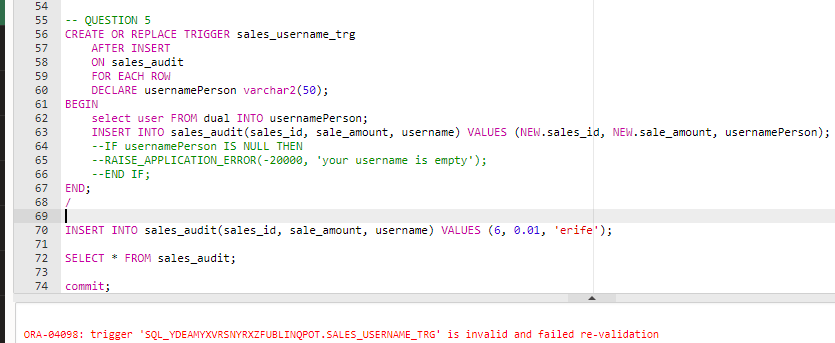 54
55 -- QUESTION 5
56 CREATE OR REPLACE TRIGGER sales_username_trg
57 AFTER INSERT
58 ON sales_audit
59 FOR EACH ROW
60 DECLARE usernamePerson varchar2(50);
61 BEGIN
62 select user FROM dual INTO usernamePerson;
63 INSERT INTO sales_audit(sales_id, sale_amount, username) VALUES (NEW.sales_id, NEW.sale_amount, usernamePerson);
64 --IF usernamePerson IS NULL THEN
65 --RAISE_APPLICATION_ERROR(-20000, 'your username is empty');
66 --END IF;
67 END;
68 /
69
70 INSERT INTO sales_audit(sales_id, sale_amount, username) VALUES (6, 0.01, 'erife');
71
72 SELECT * FROM sales_audit;
73
74 commit;
ORA-04098: trigger 'SQL_YDEAMYXVRSNYRXZFUBLINQPOT.SALES_USERNAME_TRG' is invalid and failed re-validation